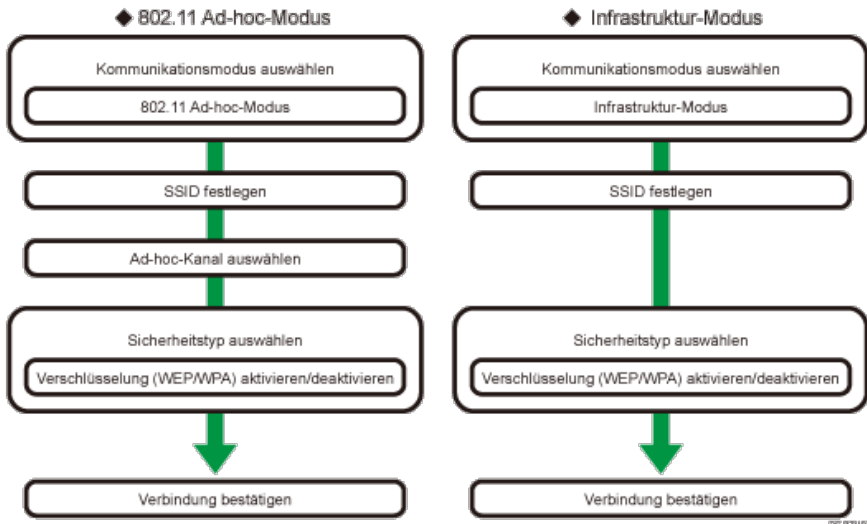 ◆ 802.11 Ad-hoc-Modus
Kommunikationsmodus auswählen
802.11 Ad-hoc-Modus
SSID festlegen
Ad-hoc-Kanal auswählen
Sicherheitstyp auswählen
Verschlüsselung (WEP/WPA) aktivieren/deaktivieren
Verbindung bestätigen
◆ Infrastruktur-Modus
Kommunikationsmodus auswählen
Infrastruktur-Modus
SSID festlegen
Sicherheitstyp auswählen
Verschlüsselung (WEP/WPA) aktivieren/deaktivieren
Verbindung bestätigen